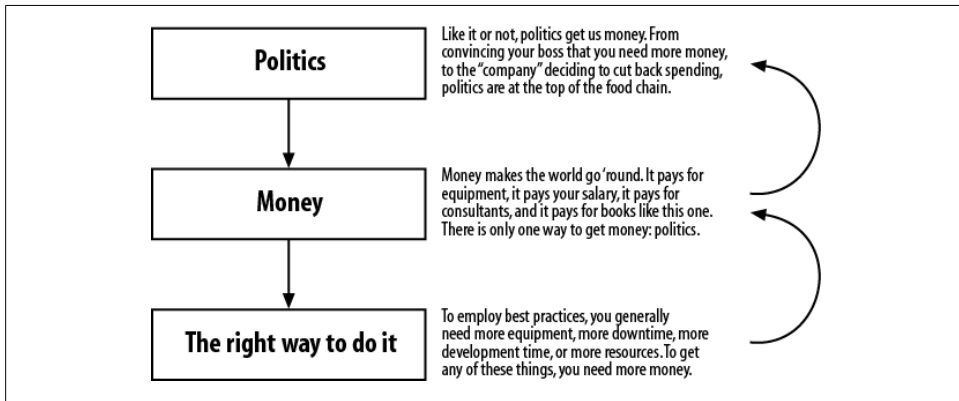 Politics
Like it or not, politics get us money. From
convincing your boss that you need more money,
to the “company” deciding to cut back spending,
politics are at the top of the food chain.
Money
Money makes the world go ‘round. It pays for
equipment, it pays your salary, it pays for
consultants, and it pays for books like this one.
There is only one way to get money: politics.
The right way to do it
To employ best practices, you generally
need more equipment, more downtime, more
development time, or more resources. To get
any of these things, you need more money.